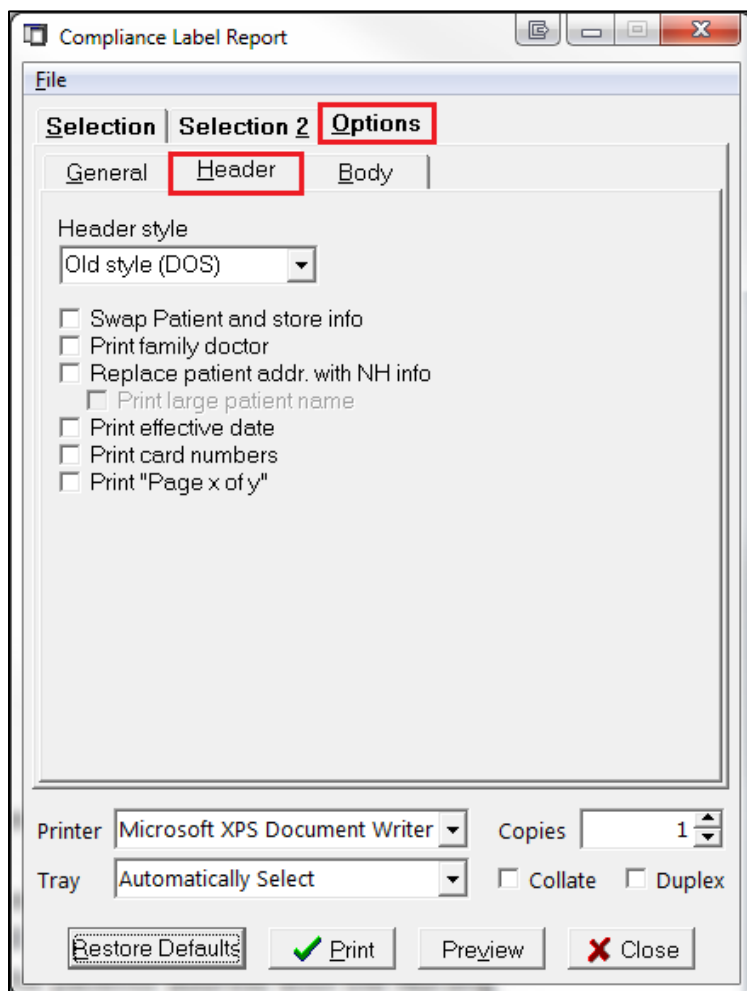 Compliance Label Report
File
Selection Selection 2 Options
General Header Body
Header style
Old style (DOS)
Swap Patient and store info
Print family doctor
Replace patient addr. with NH info
Print large patient name
Print effective date
Print card numbers
Print "Page x of y"
Printer Microsoft XPS Document Writer Copies 1
Tray Automatically Select Collate Duplex
Restore Defaults Print Preview Close